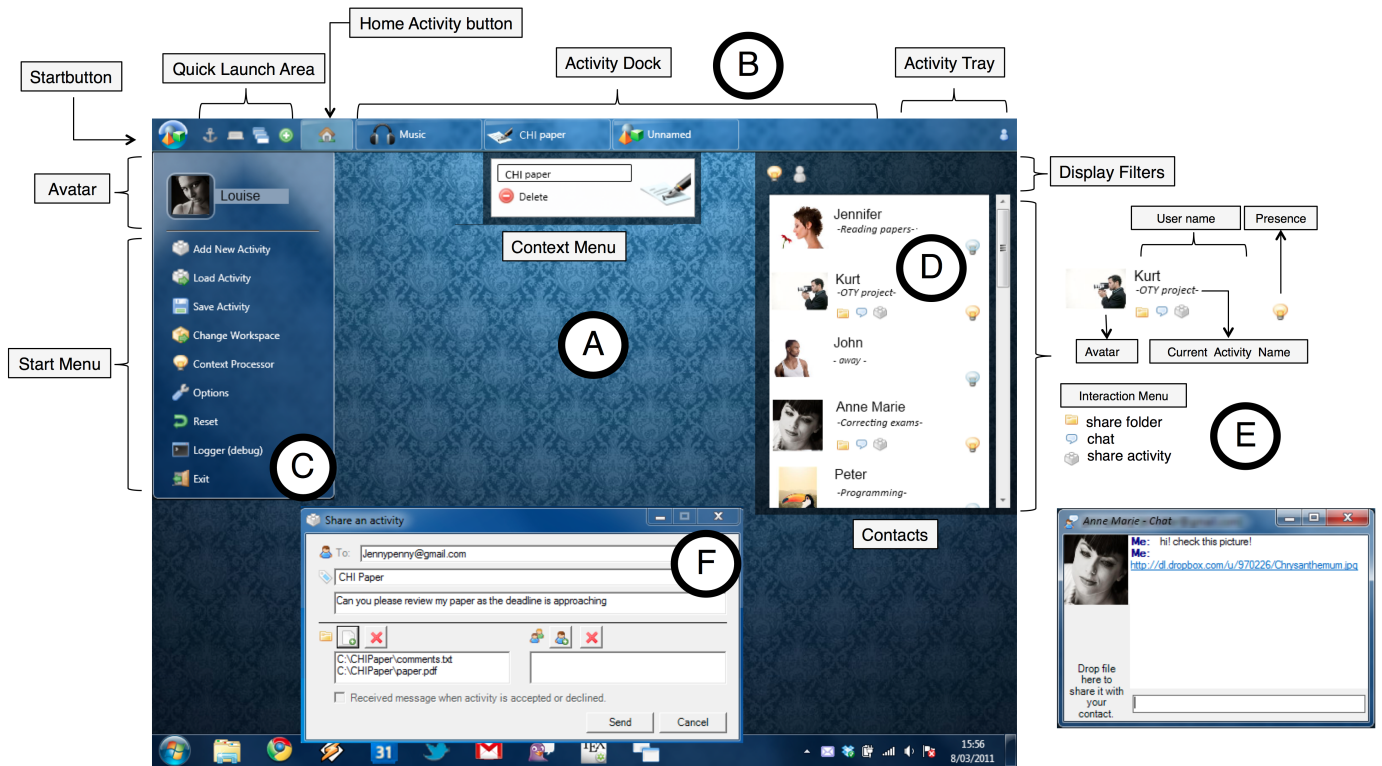 Home Activity button
Startbutton
Quick Launch Area
Activity Dock
B
Activity Tray
Music
CHI paper
Unnamed
Avatar
Louise
CHI paper
Delete
Context Menu
Display Filters
Start Menu
Add New Activity
Load Activity
Save Activity
Change Workspace
Context Processor
Options
Reset
Logger (debug)
Exit
C
A
Jennifer
-Reading papers-
D
Kurt
-OTY project-
John
- away -
Anne Marie
-Correcting exams-
Peter
-Programming-
Contacts
User name
Presence
Kurt
-OTY project-
Avatar
Current Activity Name
Interaction Menu
share folder
chat
share activity
E
Share an activity
To:
Jennypenny@gmail.com
F
CHI Paper
Can you please review my paper as the deadline is approaching
C:\CHIPaper\comments.txt
C:\CHIPaper\paper.pdf
Received message when activity is accepted or declined.
Send
Cancel
Anne Marie - Chat
Me: hi! check this picture!
Me:
http://dl.dropbox.com/u/970226/Chrysanthemum.jpg
Drop file
here to
share it with
your
contact.
31
15:56
8/03/2011